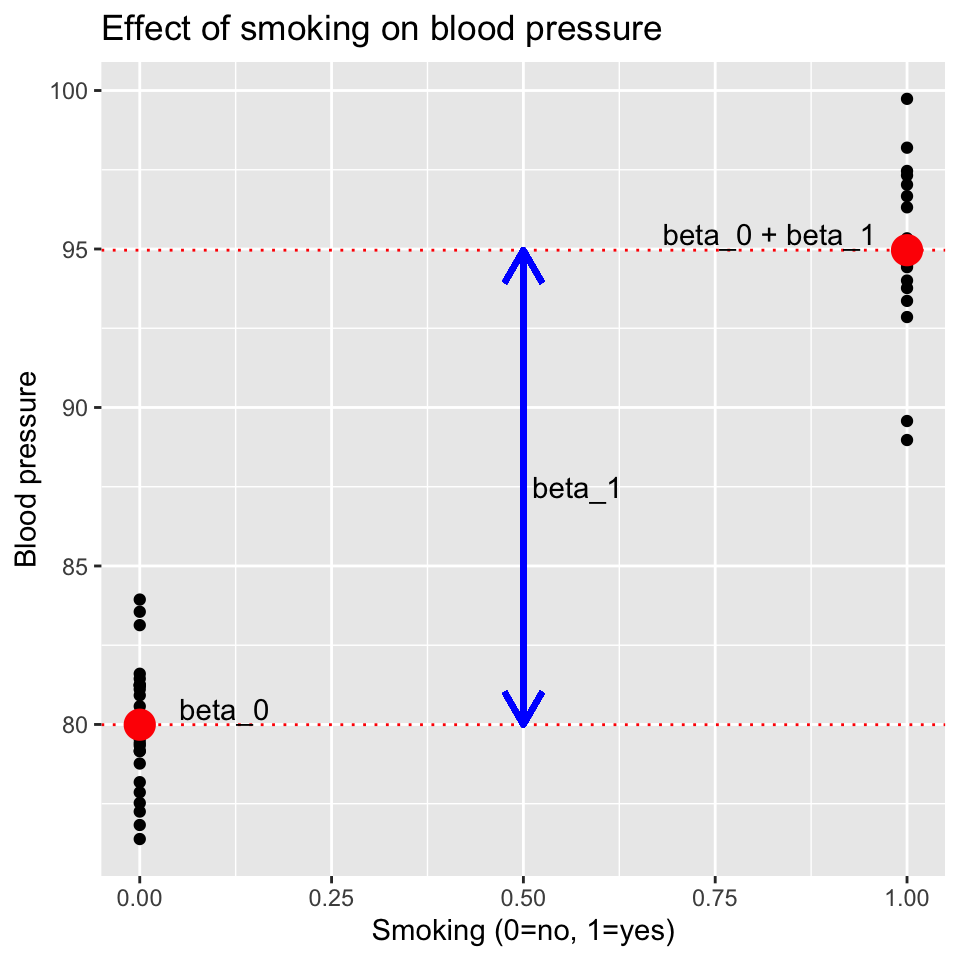 Effect of smoking on blood pressure
100
95
90
85
80
Blood pressure
beta_0 + beta_1
beta_1
beta_0
0.00 0.25 0.50 0.75 1.00
Smoking (0=no, 1=yes)